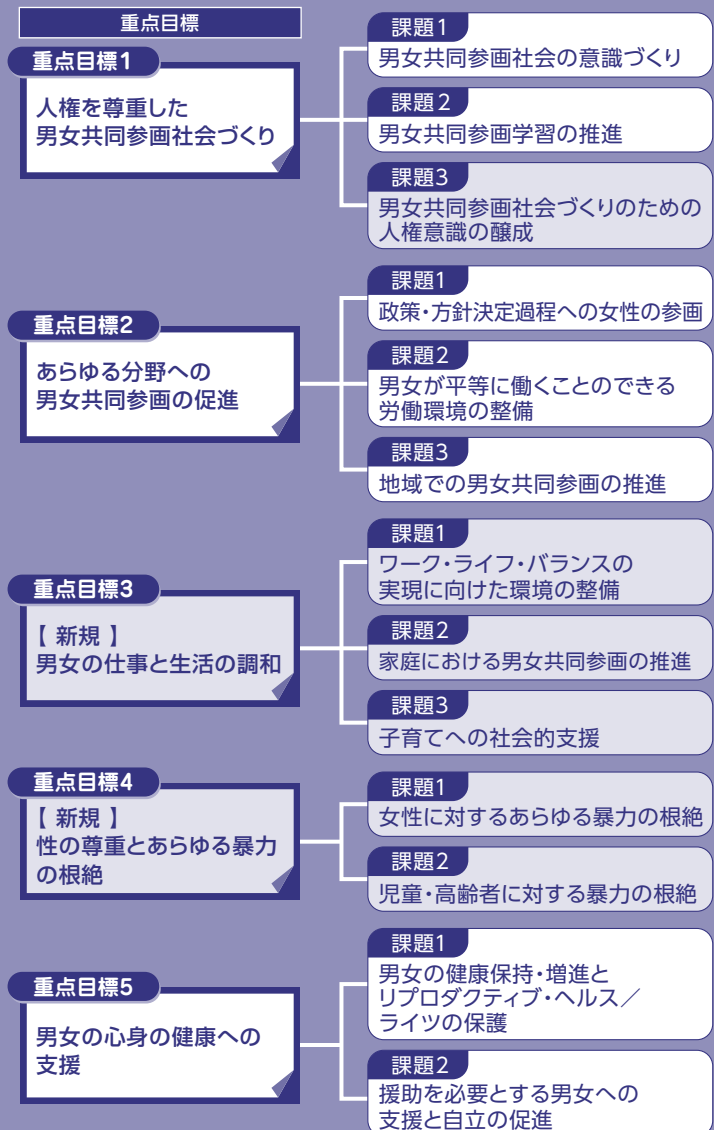 重点目標
重点目標1
人権を尊重した
男女共同参画社会づくり
課題1
男女共同参画社会の意識づくり
課題2
男女共同参画学習の推進
課題3
男女共同参画社会づくりのための
人権意識の醸成
重点目標2
あらゆる分野への
男女共同参画の促進
課題1
政策・方針決定過程への女性の参画
課題2
男女が平等に働くことのできる
労働環境の整備
課題3
地域での男女共同参画の推進
重点目標3
【 新規 】
男女の仕事と生活の調和
課題1
ワーク・ライフ・バランスの
実現に向けた環境の整備
課題2
家庭における男女共同参画の推進
課題3
子育てへの社会的支援
重点目標4
【 新規 】
性の尊重とあらゆる暴力
の根絶
課題1
女性に対するあらゆる暴力の根絶
課題2
児童・高齢者に対する暴力の根絶
重点目標5
男女の心身の健康への
支援
課題1
男女の健康保持・増進と
リプロダクティブ・ヘルス／
ライツの保護
課題2
援助を必要とする男女への
支援と自立の促進